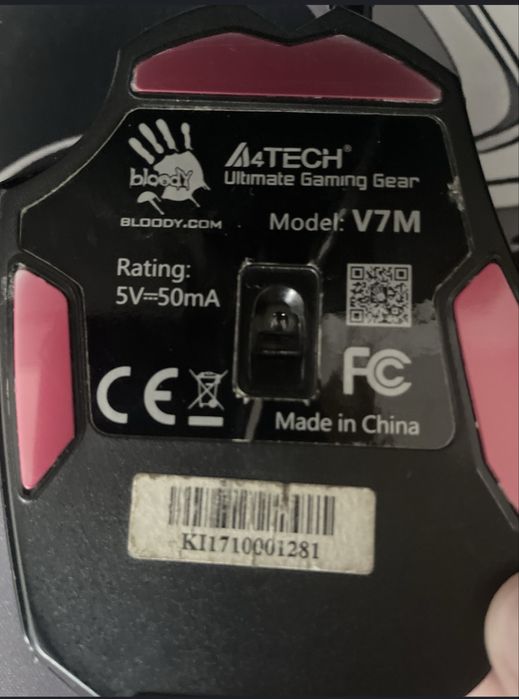 bloody
A4TECH®
Ultimate Gaming Gear
BLOODY.COM
Model: V7M
Rating:
5V⎓50mA
CE
FC
Made in China
KI1710001281